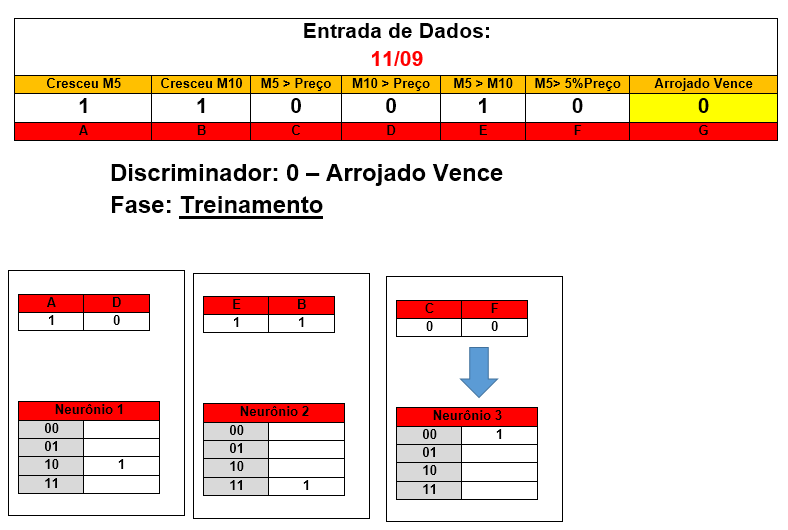 Entrada de Dados:
11/09
Cresceu M5 Cresceu M10 M5 > Preço M10 > Preço M5 > M10 M5> 5%Preço Arrojado Vence
1 1 0 0 1 0 0
A B C D E F G
Discriminador: 0 – Arrojado Vence
Fase: Treinamento
A D
1 0
E B
1 1
C F
0 0
Neurônio 1
00
01
10 1
11
Neurônio 2
00
01
10
11 1
Neurônio 3
00 1
01
10
11